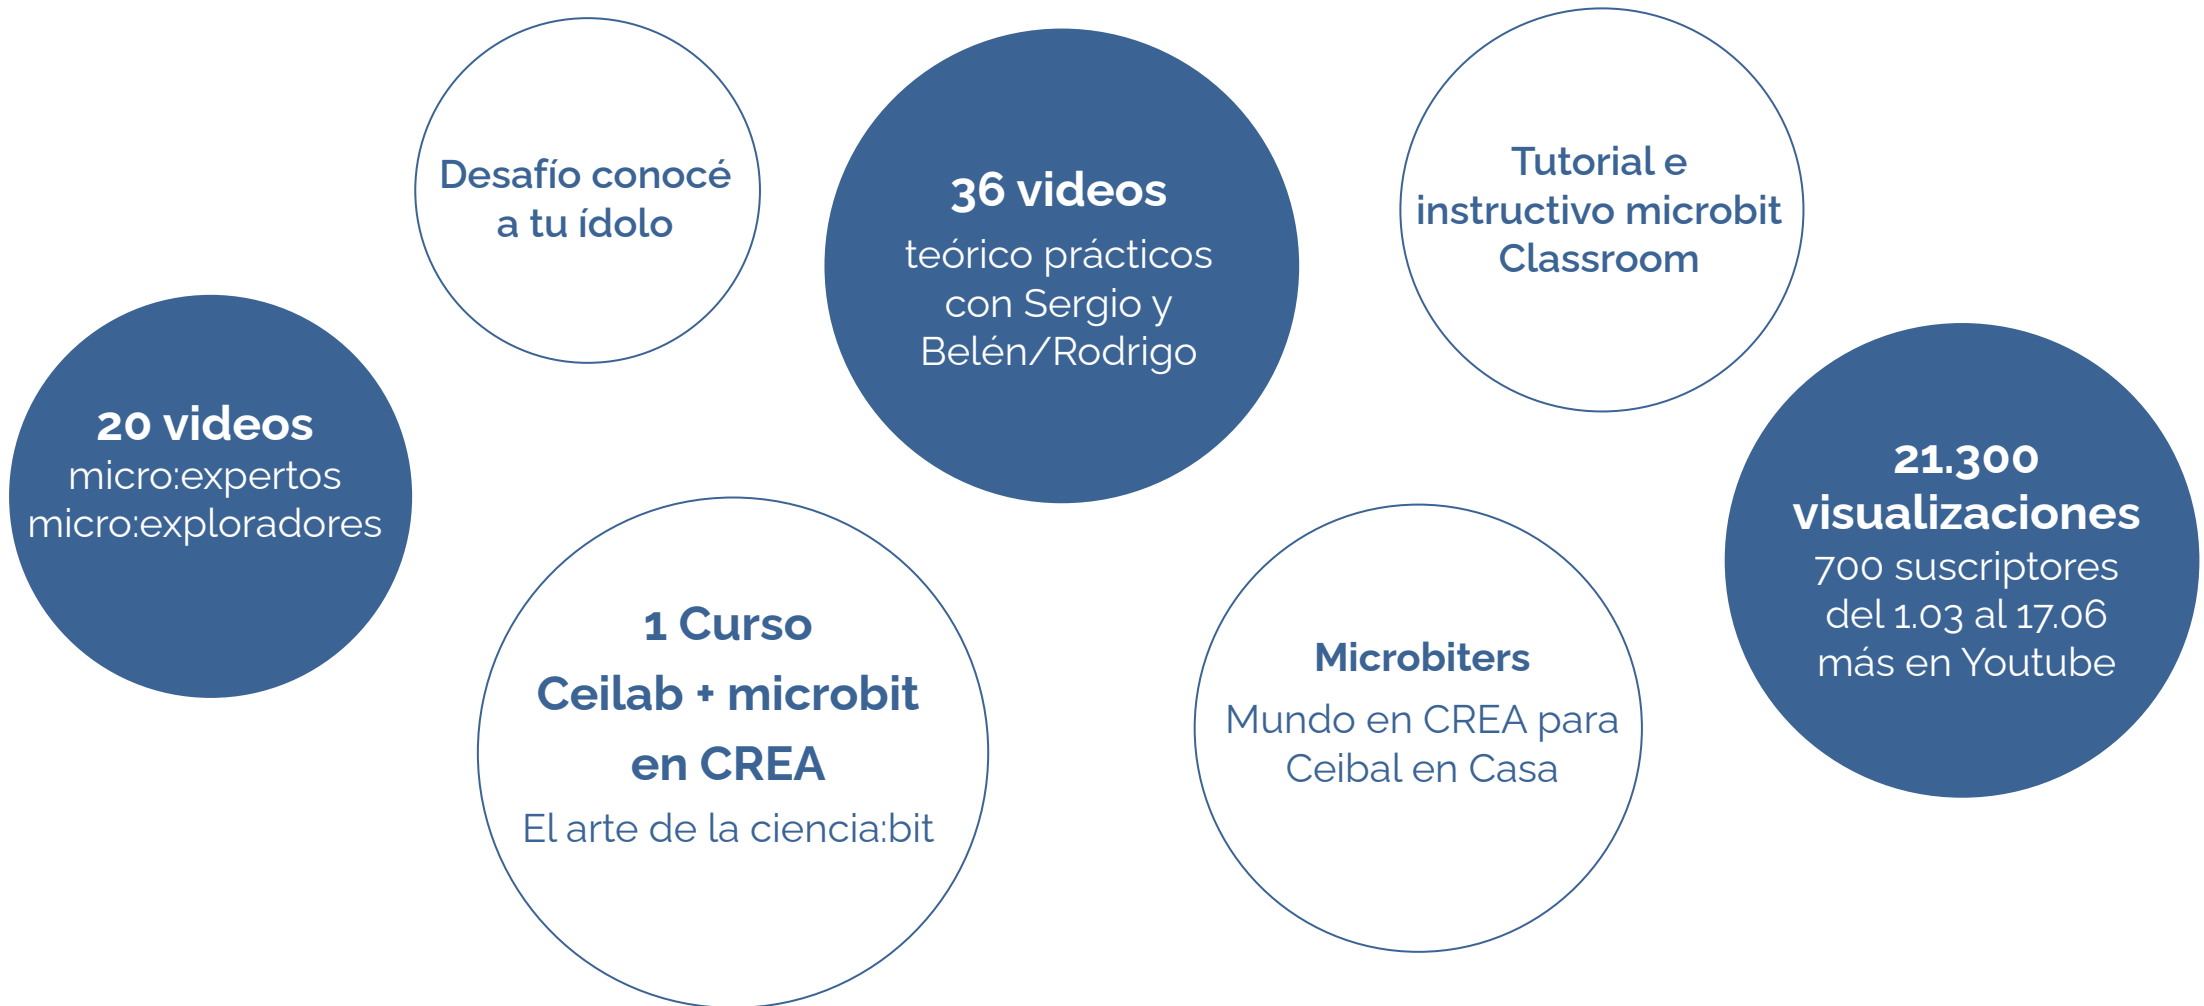 Desafío conocé
a tu ídolo
36 videos
teórico prácticos
con Sergio y
Belén/Rodrigo
Tutorial e
instructivo microbit
Classroom
20 videos
micro:expertos
micro:exploradores
21.300
visualizaciones
700 suscriptores
del 1.03 al 17.06
más en Youtube
1 Curso
Ceilab + microbit
en CREA
El arte de la ciencia:bit
Microbiters
Mundo en CREA para
Ceibal en Casa